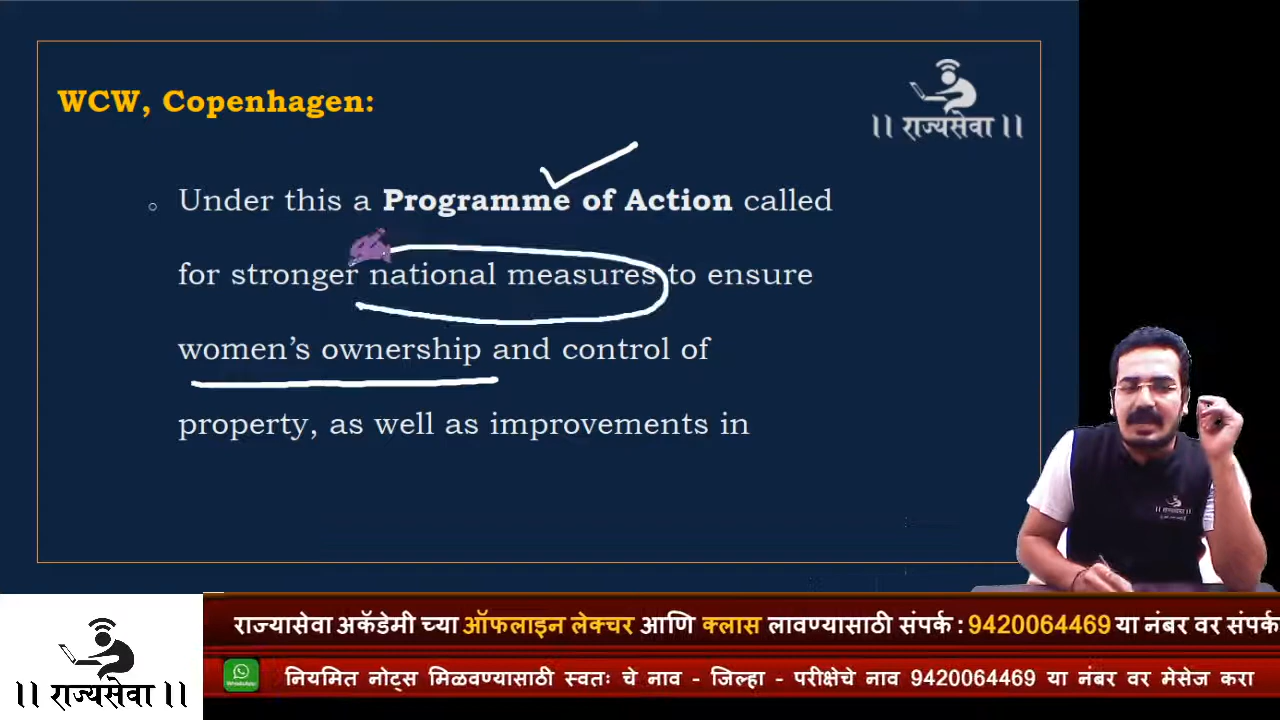 WCW, Copenhagen:
|| राज्यसेवा ||
Under this a Programme of Action called
for stronger national measures to ensure
women’s ownership and control of
property, as well as improvements in
राज्यासेवा अकॅडेमी च्या ऑफलाइन लेक्चर आणि क्लास लावण्यासाठी संपर्क : 9420064469 या नंबर वर संपर्क
नियमित नोट्स मिळवण्यासाठी स्वतः चे नाव - जिल्हा - परीक्षेचे नाव 9420064469 या नंबर वर मेसेज करा
|| राज्यसेवा ||